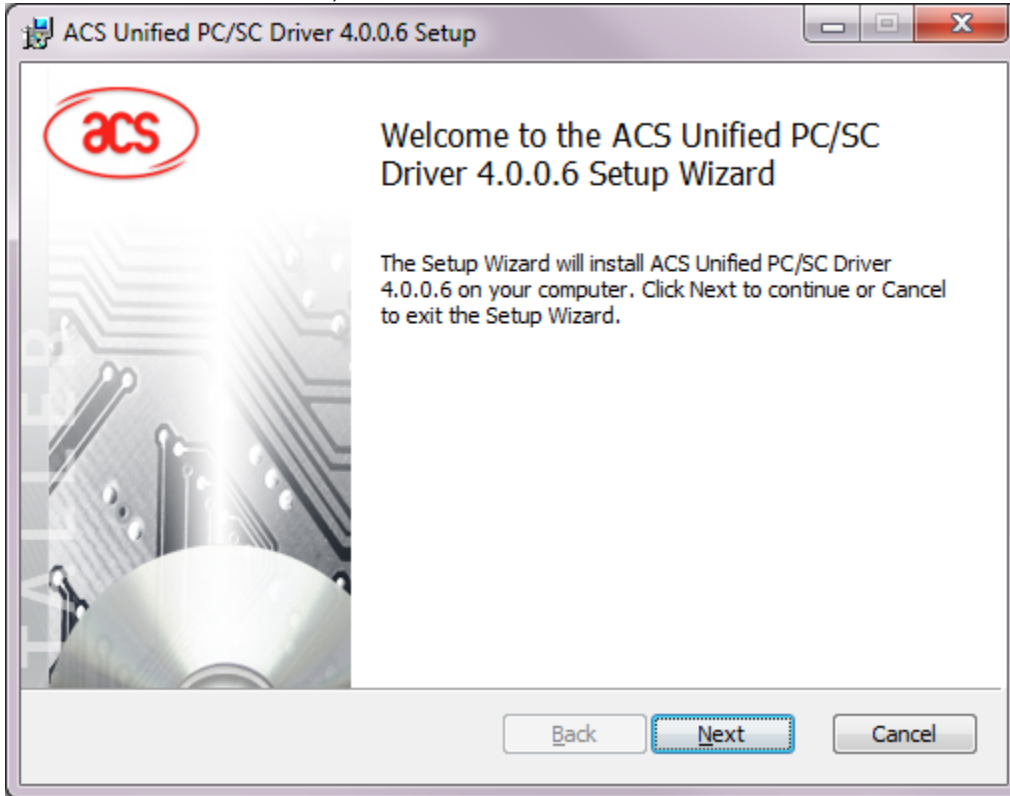 ACS Unified PC/SC Driver 4.0.0.6 Setup
acs
Welcome to the ACS Unified PC/SC
Driver 4.0.0.6 Setup Wizard
The Setup Wizard will install ACS Unified PC/SC Driver
4.0.0.6 on your computer. Click Next to continue or Cancel
to exit the Setup Wizard.
TALLER
Back
Next
Cancel